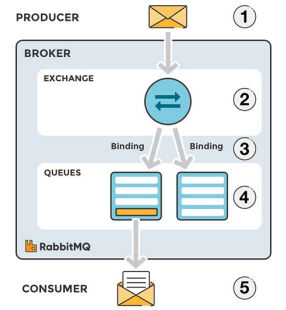 PRODUCER 1
BROKER
EXCHANGE
2
Binding Binding 3
QUEUES
4
RabbitMQ
CONSUMER 5